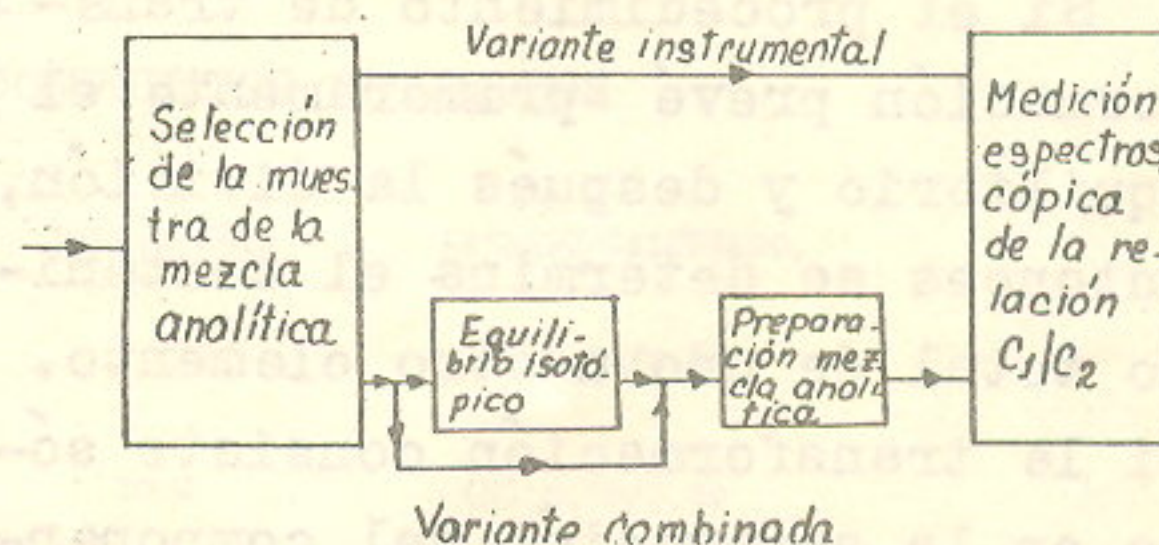 Variante instrumental
Selección
de la mues
tra de la
mezcla
analítica
Equili-
brio isotó-
pico
Prepara-
ción mez
cla analí
tica
Medición
espectros
cópica
de la re-
lación
C1/C2
Variante combinada